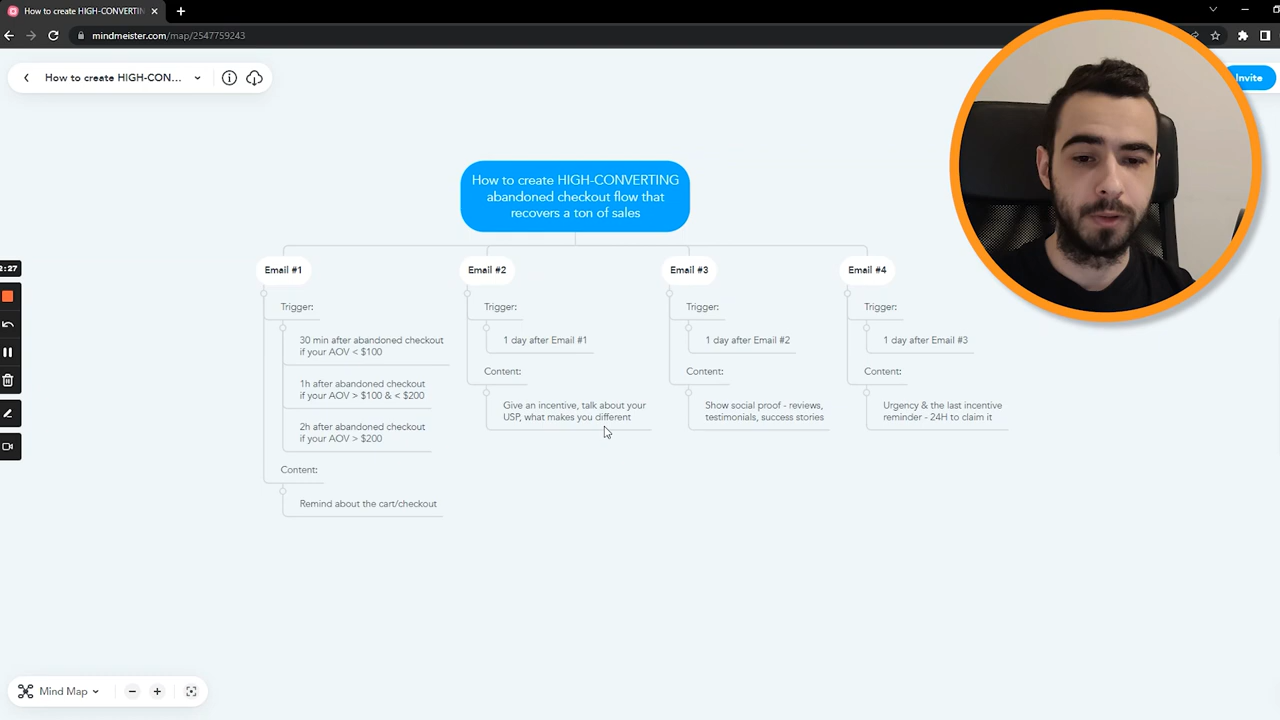 How to create HIGH-CONVERTIN
mindmeister.com/map/2547759243
How to create HIGH-CON...
Invite
How to create HIGH-CONVERTING
abandoned checkout flow that
recovers a ton of sales
Email #1
Trigger:
30 min after abandoned checkout
if your AOV < $100
1h after abandoned checkout
if your AOV > $100 & < $200
2h after abandoned checkout
if your AOV > $200
Content:
Remind about the cart/checkout
Email #2
Trigger:
1 day after Email #1
Content:
Give an incentive, talk about your
USP, what makes you different
Email #3
Trigger:
1 day after Email #2
Content:
Show social proof - reviews,
testimonials, success stories
Email #4
Trigger:
1 day after Email #3
Content:
Urgency & the last incentive
reminder - 24H to claim it
2:27
Mind Map